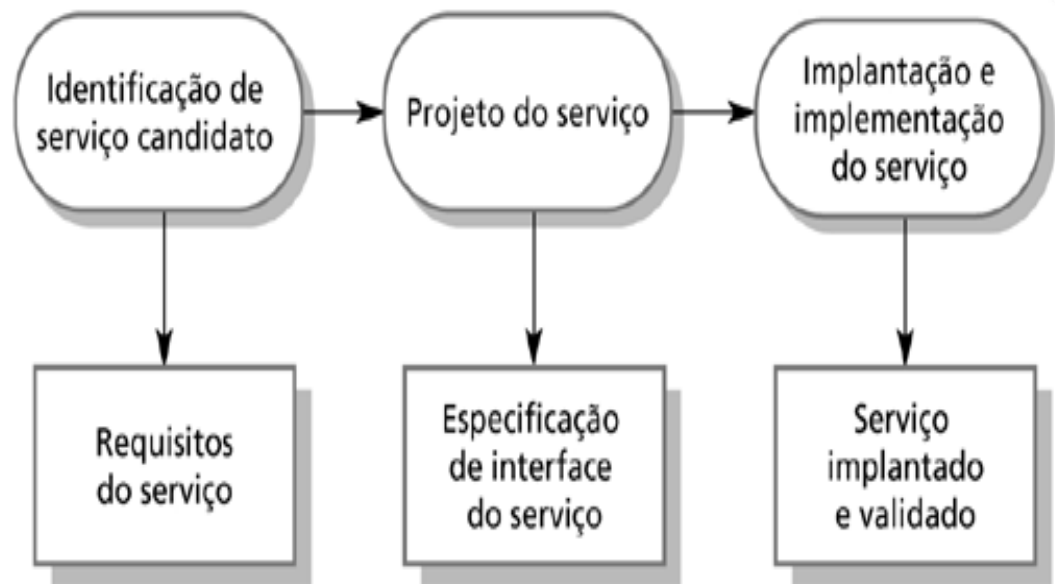 Identificação de
serviço candidato
Projeto do serviço
Implantação e
implementação
do serviço
Requisitos
do serviço
Especificação
de interface
do serviço
Serviço
implantado
e validado